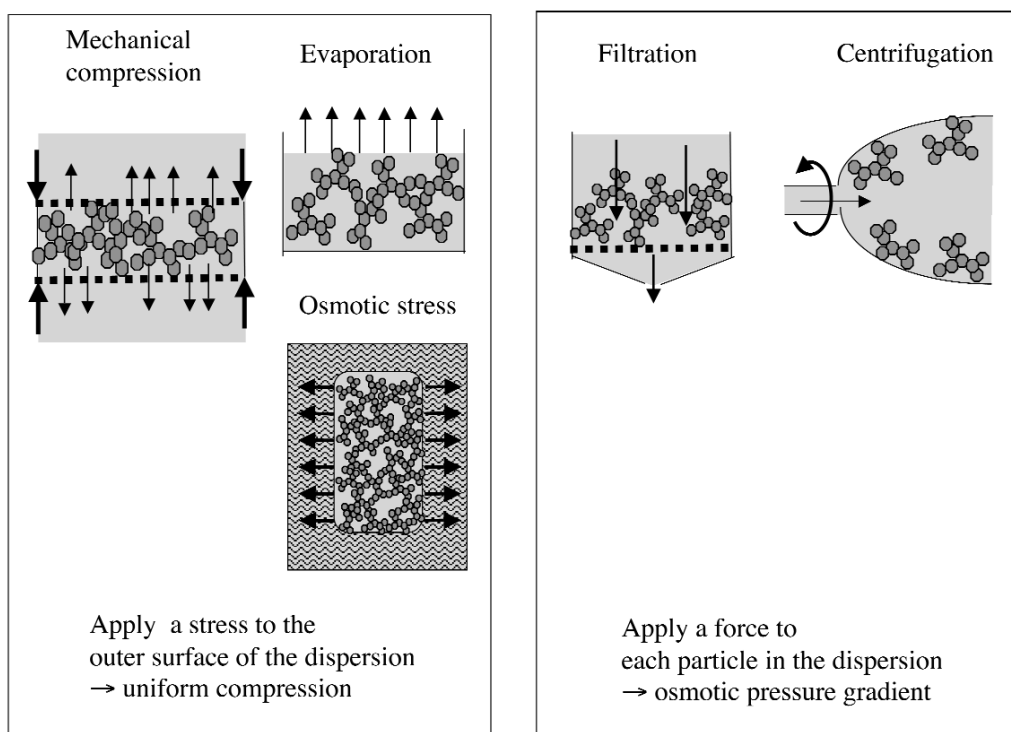 Mechanical
compression
Evaporation
Osmotic stress
Apply a stress to the
outer surface of the dispersion
→ uniform compression
Filtration
Centrifugation
Apply a force to
each particle in the dispersion
→ osmotic pressure gradient